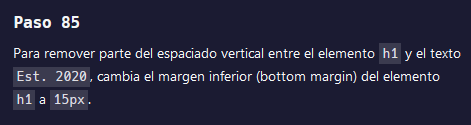 Paso 85
Para remover parte del espaciado vertical entre el elemento h1 y el texto
Est. 2020, cambia el margen inferior (bottom margin) del elemento
h1 a 15px.